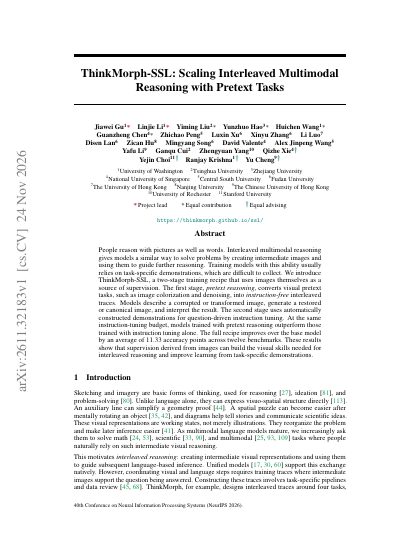 ThinkMorph-SSL: Scaling Interleaved Multimodal
Reasoning with Pretext Tasks
Jiawei Gu¹* Linjie Li¹* Yiming Liu²* Yunzhuo Hao³* Huichen Wang¹*
Guanzheng Chen⁴ Zhichao Peng⁵ Luxin Xu⁶ Xinyu Zhang⁶ Li Luo⁷
Disen Lan⁶ Zican Hu⁸ Mingyang Song⁶ David Valente⁴ Alex Jinpeng Wang⁵
Yafu Li⁹ Ganqu Cui² Zhengyuan Yang¹⁰ Qizhe Xie⁴†
Yejin Choi¹¹‡ Ranjay Krishna¹‡ Yu Cheng⁹‡
¹University of Washington ²Tsinghua University ³Zhejiang University
⁴National University of Singapore ⁵Central South University ⁶Fudan University
⁷The University of Hong Kong ⁸Nanjing University ⁹The Chinese University of Hong Kong
¹⁰University of Rochester ¹¹Stanford University
Project lead * Equal contribution Equal advising
https://thinkmorph.github.io/ssl/
Abstract
People reason with pictures as well as words. Interleaved multimodal reasoning
gives models a similar way to solve problems by creating intermediate images and
using them to guide further reasoning. Training models with this ability usually
relies on task-specific demonstrations, which are difficult to collect. We introduce
ThinkMorph-SSL, a two-stage training recipe that uses images themselves as a
source of supervision. The first stage, pretext reasoning, converts visual pretext
tasks, such as image colorization and denoising, into instruction-free interleaved
traces. Models describe a corrupted or transformed image, generate a restored
or canonical image, and interpret the result. The second stage uses automatically
constructed demonstrations for question-driven instruction tuning. At the same
instruction-tuning budget, models trained with pretext reasoning outperform those
trained with instruction tuning alone. The full recipe improves over the base model
by an average of 11.33 accuracy points across twelve benchmarks. These results
show that supervision derived from images can build the visual skills needed for
interleaved reasoning and improve learning from task-specific demonstrations.
1 Introduction
Sketching and imagery are basic forms of thinking, used for reasoning [27], ideation [81], and
problem-solving [80]. Unlike language alone, they can express visuo-spatial structure directly [113].
An auxiliary line can simplify a geometry proof [44]. A spatial puzzle can become easier after
mentally rotating an object [35, 42], and diagrams help tell stories and communicate scientific ideas.
These visual representations are working states, not merely illustrations. They reorganize the problem
and make later inference easier [41]. As multimodal language models mature, we increasingly ask
them to solve math [24, 53], scientific [33, 90], and multimodal [25, 93, 109] tasks where people
naturally rely on such intermediate visual reasoning.
This motivates interleaved reasoning: creating intermediate visual representations and using them
to guide subsequent language-based inference. Unified models [17, 30, 60] support this exchange
natively. However, coordinating visual and language steps requires training traces where intermediate
images support the question being answered. Constructing these traces involves task-specific pipelines
and data review [45, 68]. ThinkMorph, for example, designs interleaved traces around four tasks,
40th Conference on Neural Information Processing Systems (NeurIPS 2026)
arXiv:2611.32183v1 [cs.CV] 24 Nov 2026